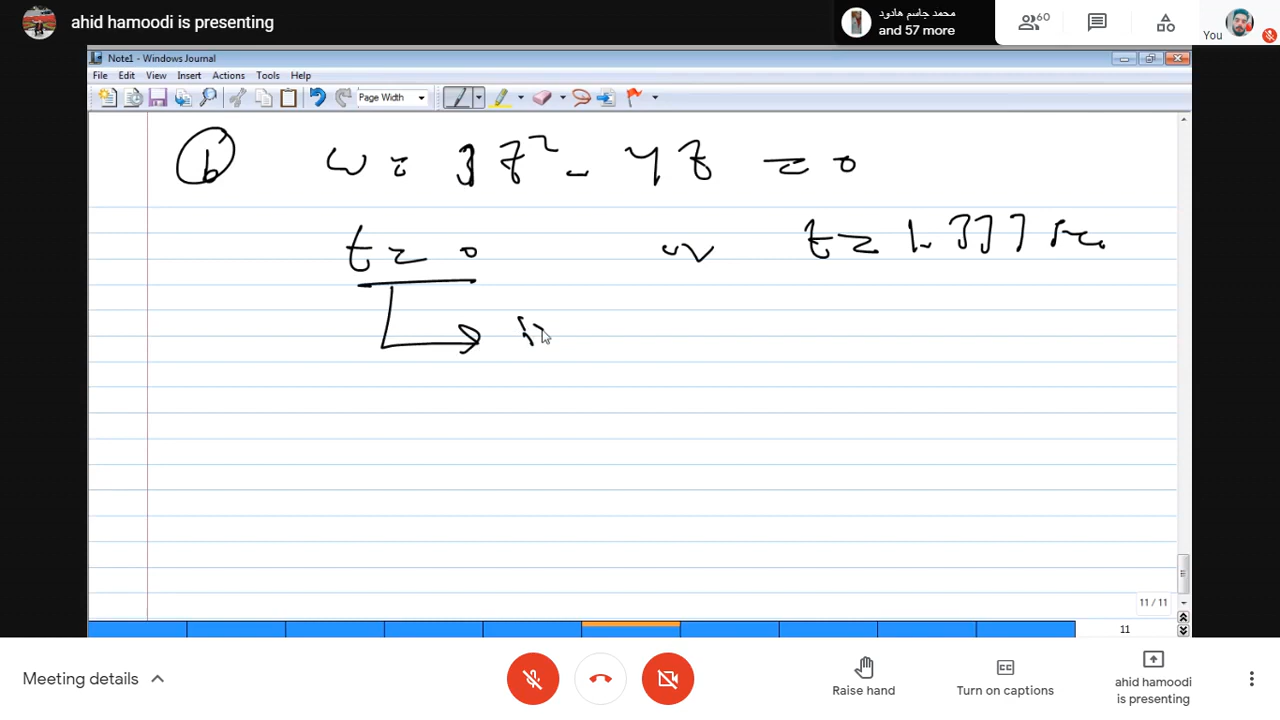 ahid hamoodi is presenting
محمد جاسم هادود
and 57 more
60
You
Note1 - Windows Journal
File Edit View Insert Actions Tools Help
Page Width
b ω = 3t² - 4t = 0
t = 0 or t = 1.333 sec
11 / 11
11
Meeting details
Raise hand
Turn on captions
ahid hamoodi
is presenting